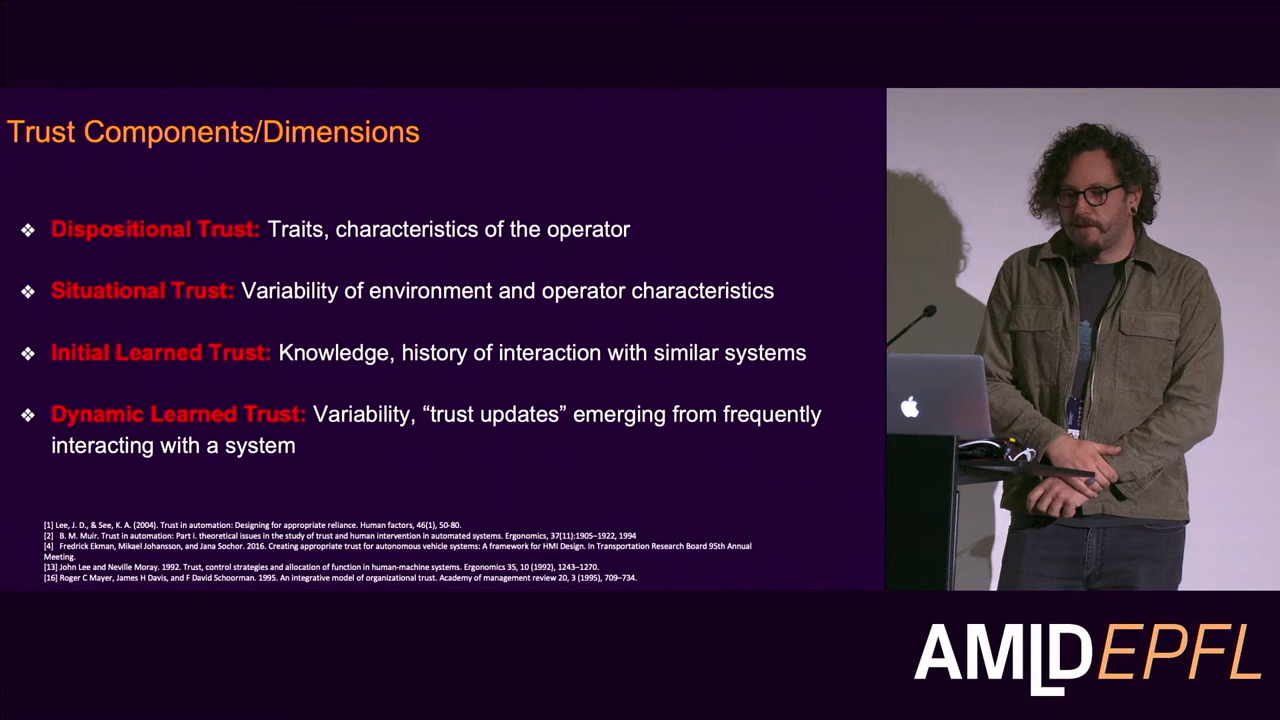 Trust Components/Dimensions
❖ Dispositional Trust: Traits, characteristics of the operator
❖ Situational Trust: Variability of environment and operator characteristics
❖ Initial Learned Trust: Knowledge, history of interaction with similar systems
❖ Dynamic Learned Trust: Variability, “trust updates” emerging from frequently
interacting with a system
[1] Lee, J. D., & See, K. A. (2004). Trust in automation: Designing for appropriate reliance. Human factors, 46(1), 50-80.
[2] B. M. Muir. Trust in automation: Part i. theoretical issues in the study of trust and human intervention in automated systems. Ergonomics, 37(11):1905–1922, 1994
[4] Fredrick Ekman, Mikael Johansson, and Jana Sochor. 2016. Creating appropriate trust for autonomous vehicle systems: A framework for HMI Design. In Transportation Research Board 95th Annual
Meeting.
[13] John Lee and Neville Moray. 1992. Trust, control strategies and allocation of function in human-machine systems. Ergonomics 35, 10 (1992), 1243–1270.
[16] Roger C Mayer, James H Davis, and F David Schoorman. 1995. An integrative model of organizational trust. Academy of management review 20, 3 (1995), 709–734.
AMLD EPFL